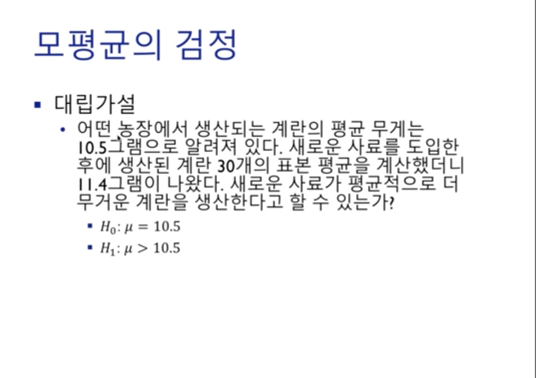 모평균의 검정
▪ 대립가설
• 어떤 농장에서 생산되는 계란의 평균 무게는
10.5그램으로 알려져 있다. 새로운 사료를 도입한
후에 생산된 계란 30개의 표본 평균을 계산했더니
11.4그램이 나왔다. 새로운 사료가 평균적으로 더
무거운 계란을 생산한다고 할 수 있는가?
▪ H₀: μ = 10.5
▪ H₁: μ > 10.5